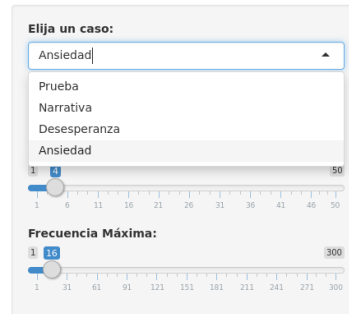 Elija un caso:
Ansiedad
Prueba
Narrativa
Desesperanza
Ansiedad
1 4 50
1 6 11 16 21 26 31 36 41 46 50
Frecuencia Máxima:
1 16 300
1 31 61 91 121 151 181 211 241 271 300